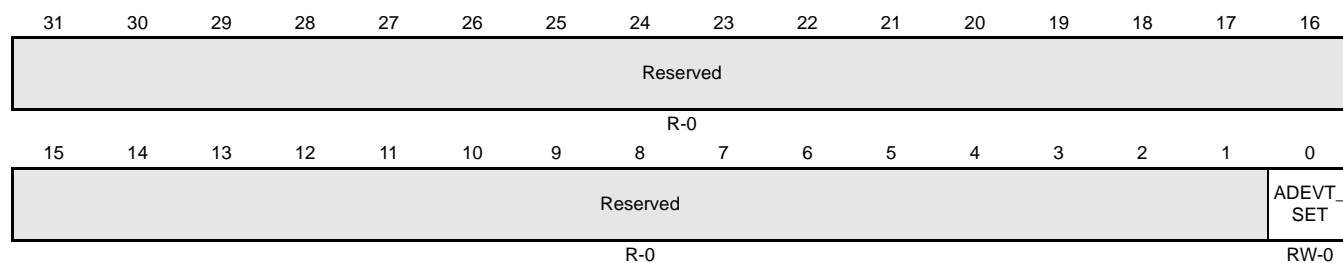 31 30 29 28 27 26 25 24 23 22 21 20 19 18 17 16
Reserved
R-0
15 14 13 12 11 10 9 8 7 6 5 4 3 2 1 0
Reserved
ADEVT_
SET
R-0 RW-0